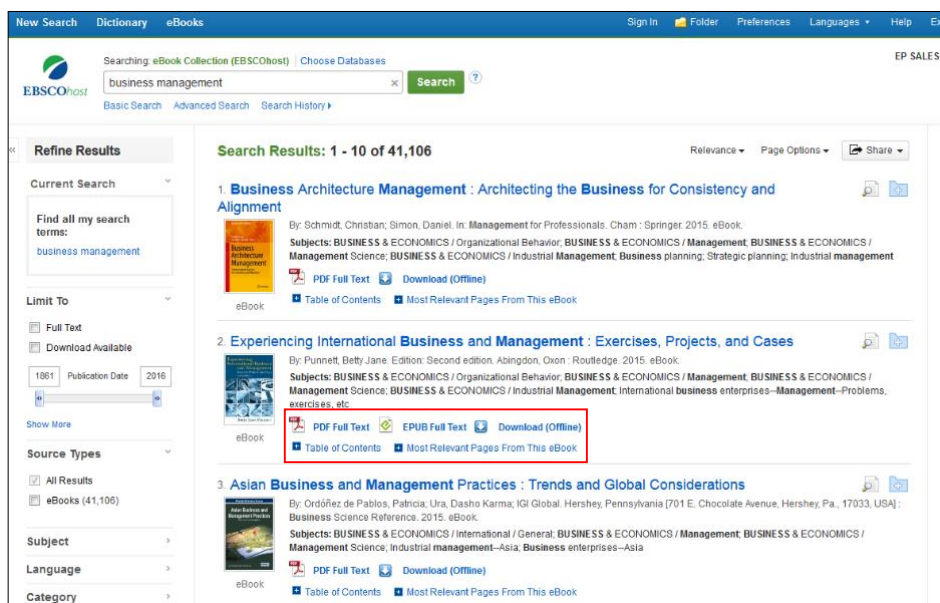 New Search Dictionary eBooks Sign In Folder Preferences Languages Help Ex
EP SALES
Searching: eBook Collection (EBSCOhost) Choose Databases
business management × Search ?
EBSCOhost
Basic Search Advanced Search Search History
« Refine Results
Current Search
Find all my search
terms:
business management
Limit To
Full Text
Download Available
1861 Publication Date 2016
Show More
Source Types
All Results
eBooks (41,106)
Subject
Language
Category
Search Results: 1 - 10 of 41,106 Relevance Page Options Share
1. Business Architecture Management : Architecting the Business for Consistency and
Alignment
By: Schmidt, Christian; Simon, Daniel. In: Management for Professionals. Cham : Springer. 2015. eBook.
Subjects: BUSINESS & ECONOMICS / Organizational Behavior; BUSINESS & ECONOMICS / Management; BUSINESS & ECONOMICS /
Management Science; BUSINESS & ECONOMICS / Industrial Management; Business planning; Strategic planning; Industrial management
Business
Architecture
Management
PDF Full Text Download (Offline)
eBook
Table of Contents Most Relevant Pages From This eBook
2. Experiencing International Business and Management : Exercises, Projects, and Cases
By: Punnett, Betty Jane. Edition: Second edition. Abingdon, Oxon : Routledge. 2015. eBook.
Subjects: BUSINESS & ECONOMICS / Organizational Behavior; BUSINESS & ECONOMICS / Management; BUSINESS & ECONOMICS /
Management Science; BUSINESS & ECONOMICS / Industrial Management; International business enterprises--Management--Problems,
exercises, etc
PDF Full Text EPUB Full Text Download (Offline)
eBook
Table of Contents Most Relevant Pages From This eBook
3. Asian Business and Management Practices : Trends and Global Considerations
By: Ordóñez de Pablos, Patricia; Ura, Dasho Karma; IGI Global. Hershey, Pennsylvania [701 E. Chocolate Avenue, Hershey, Pa., 17033, USA] :
Business Science Reference. 2015. eBook.
Subjects: BUSINESS & ECONOMICS / International / General; BUSINESS & ECONOMICS / Management; BUSINESS & ECONOMICS /
Management Science; Industrial management--Asia; Business enterprises--Asia
Asian Business and
Management Practices
PDF Full Text Download (Offline)
eBook
Table of Contents Most Relevant Pages From This eBook